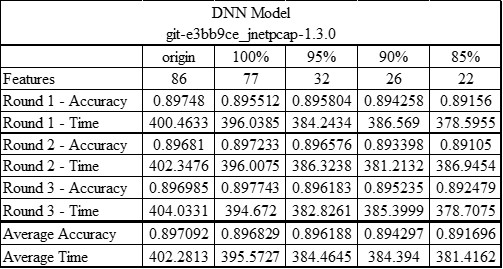 DNN Model
git-e3bb9ce_jnetpcap-1.3.0
origin 100% 95% 90% 85%
Features 86 77 32 26 22
Round 1 - Accuracy 0.89748 0.895512 0.895804 0.894258 0.89156
Round 1 - Time 400.4633 396.0385 384.2434 386.569 378.5955
Round 2 - Accuracy 0.89681 0.897233 0.896576 0.893398 0.89105
Round 2 - Time 402.3476 396.0075 386.3238 381.2132 386.9454
Round 3 - Accuracy 0.896985 0.897743 0.896183 0.895235 0.892479
Round 3 - Time 404.0331 394.672 382.8261 385.3999 378.7075
Average Accuracy 0.897092 0.896829 0.896188 0.894297 0.891696
Average Time 402.2813 395.5727 384.4645 384.394 381.4162